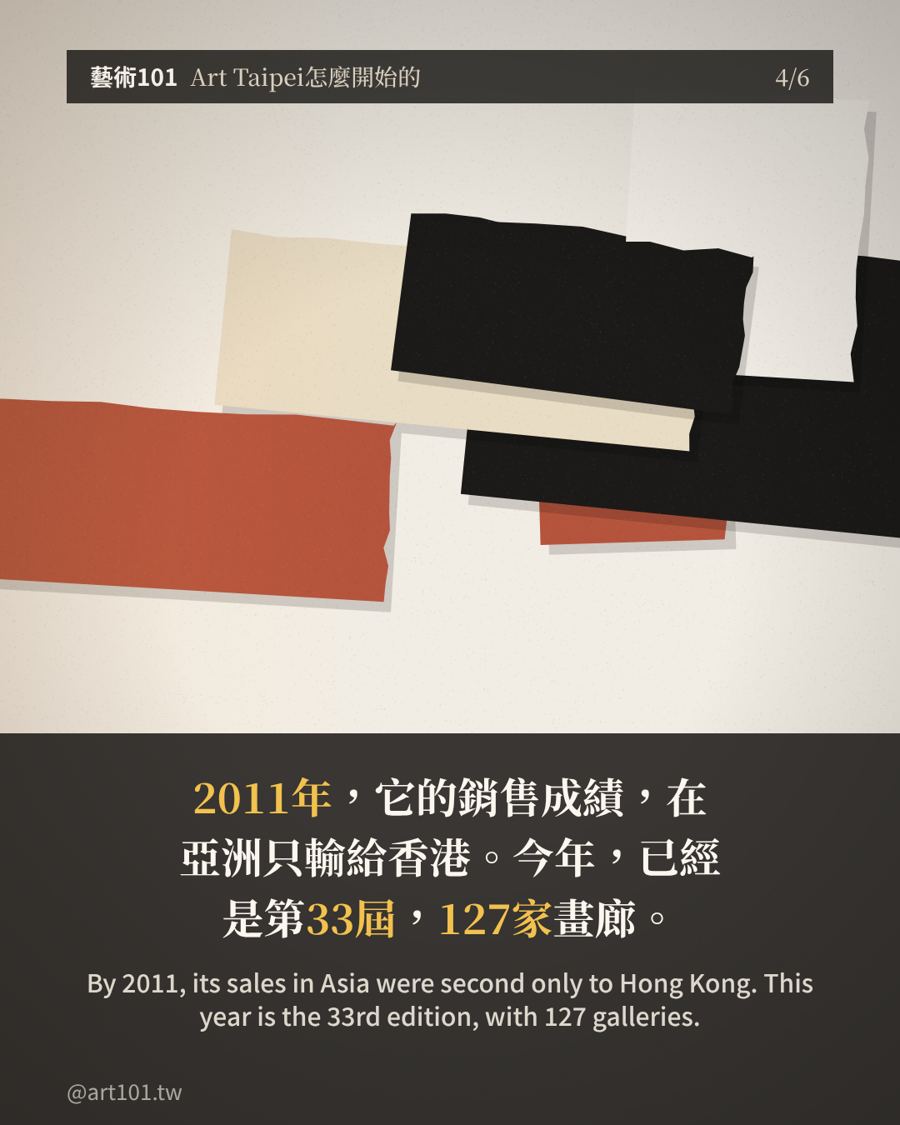 藝術101 Art Taipei怎麼開始的 4/6
2011年，它的銷售成績，在
亞洲只輸給香港。今年，已經
是第33屆，127家畫廊。
By 2011, its sales in Asia were second only to Hong Kong. This
year is the 33rd edition, with 127 galleries.
@art101.tw